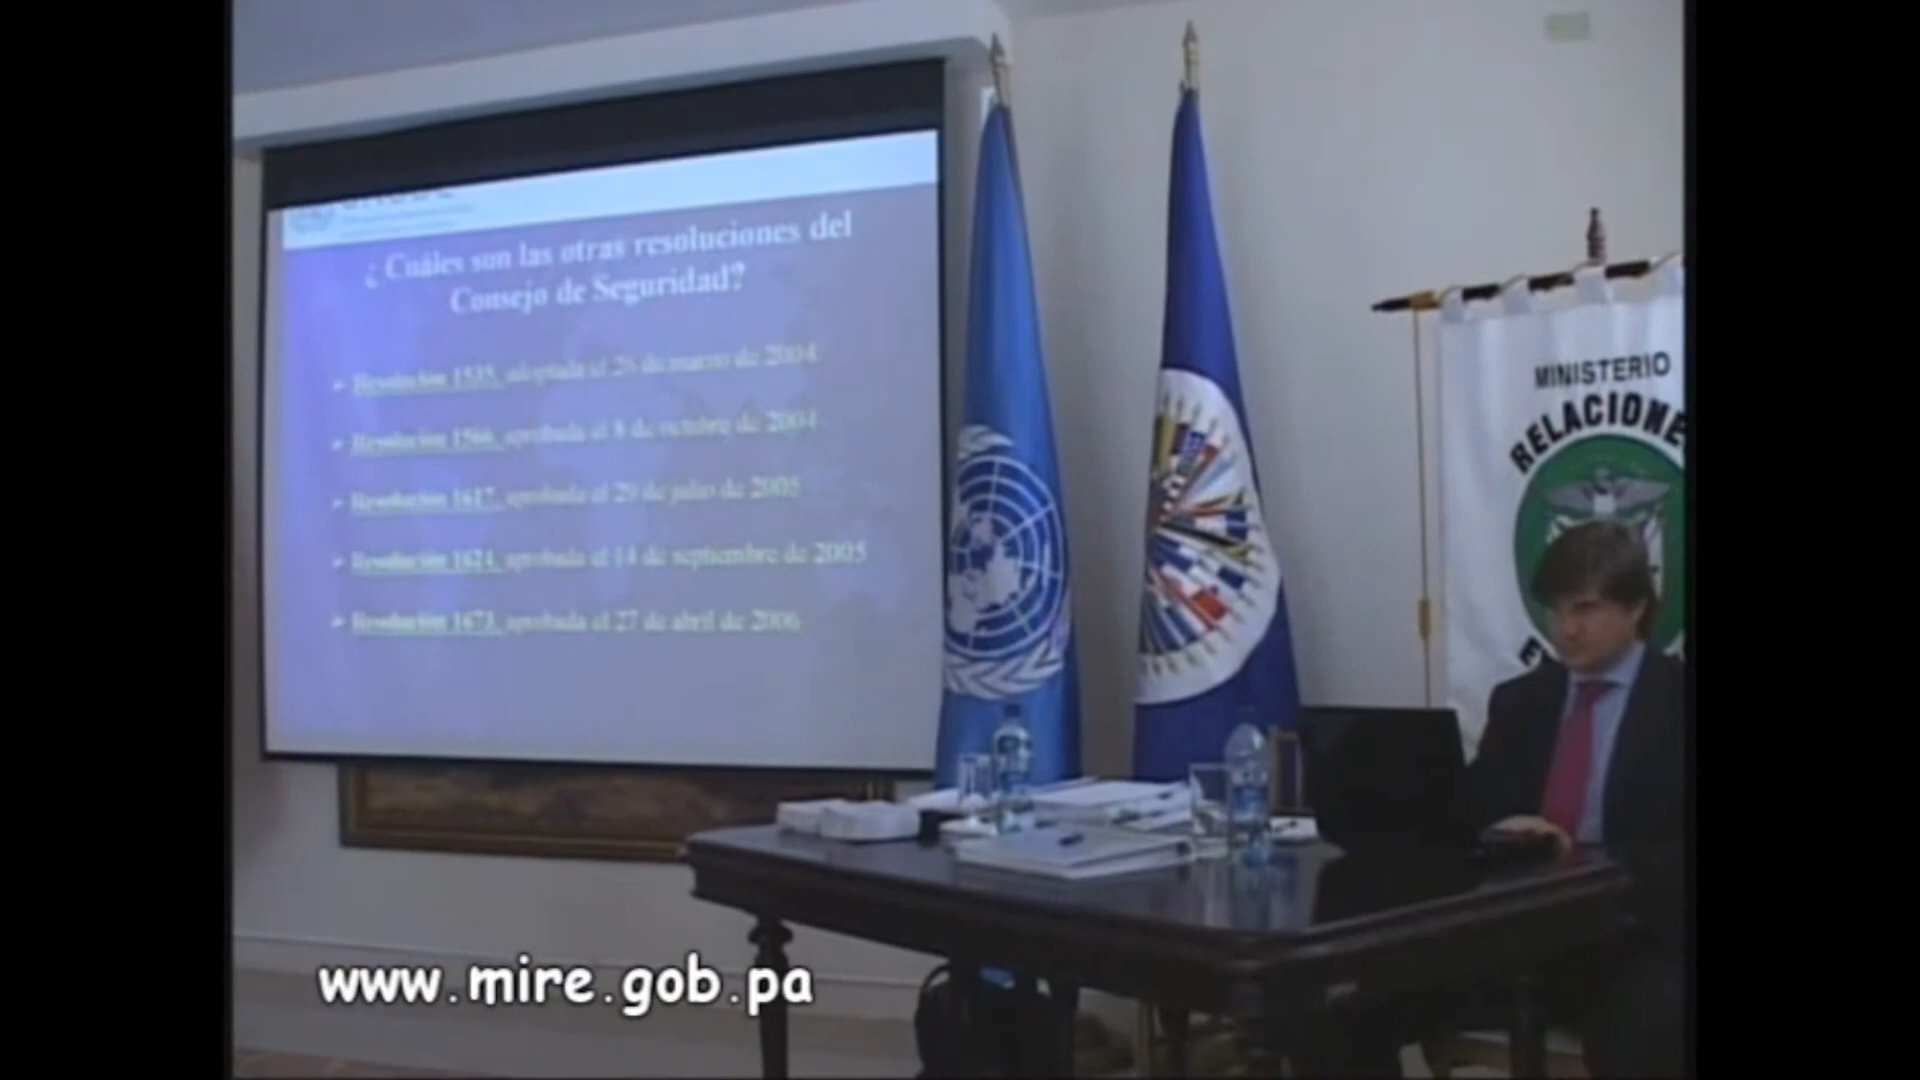 ¿ Cuáles son las otras resoluciones del
Consejo de Seguridad?
➢ Resolución 1535, adoptada el 26 de marzo de 2004
➢ Resolución 1566, aprobada el 8 de octubre de 2004
➢ Resolución 1617, aprobada el 29 de julio de 2005
➢ Resolución 1624, aprobada el 14 de septiembre de 2005
➢ Resolución 1673, aprobada el 27 de abril de 2006
MINISTERIO
RELACIONE
www.mire.gob.pa